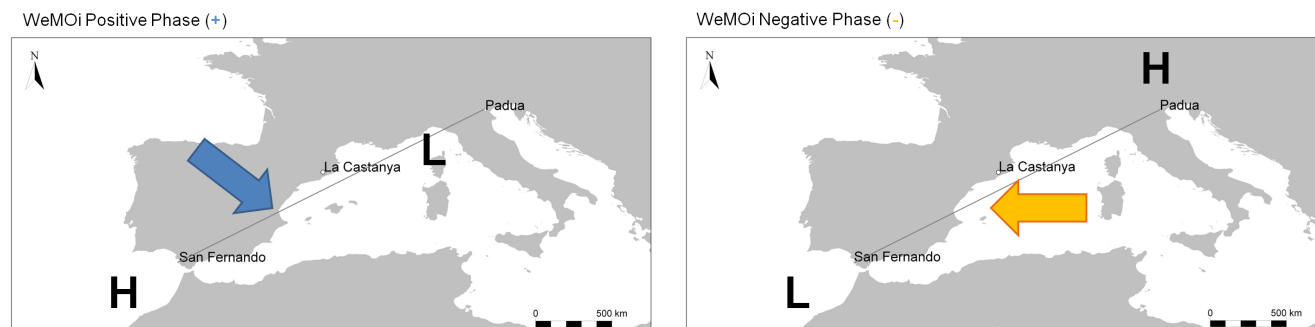 WeMOi Positive Phase (+)
N
Padua
L
La Castanya
San Fernando
H
0 500 km
WeMOi Negative Phase (-)
N
H
Padua
La Castanya
San Fernando
L
0 500 km